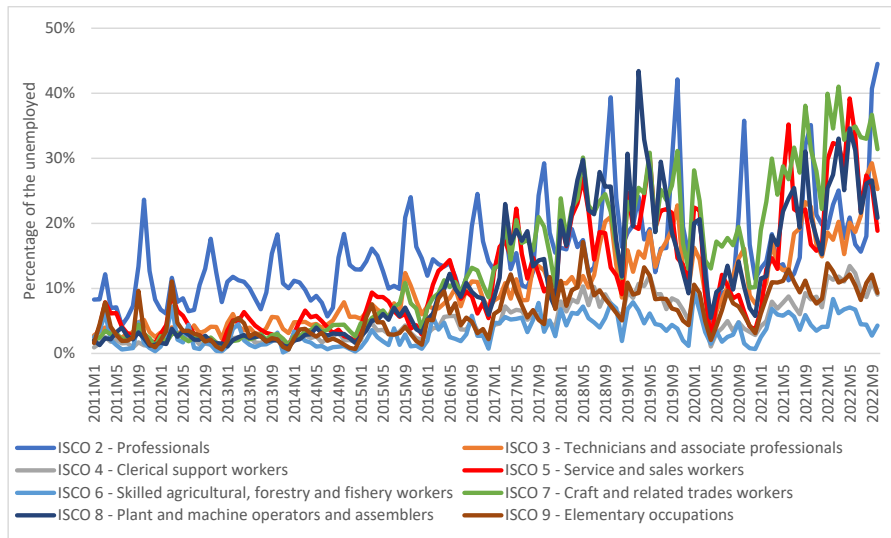 50%
40%
30%
20%
10%
0%
Percentage of the unemployed
2011M1
2011M5
2011M9
2012M1
2012M5
2012M9
2013M1
2013M5
2013M9
2014M1
2014M5
2014M9
2015M1
2015M5
2015M9
2016M1
2016M5
2016M9
2017M1
2017M5
2017M9
2018M1
2018M5
2018M9
2019M1
2019M5
2019M9
2020M1
2020M5
2020M9
2021M1
2021M5
2021M9
2022M1
2022M5
2022M9
ISCO 2 - Professionals
ISCO 3 - Technicians and associate professionals
ISCO 4 - Clerical support workers
ISCO 5 - Service and sales workers
ISCO 6 - Skilled agricultural, forestry and fishery workers
ISCO 7 - Craft and related trades workers
ISCO 8 - Plant and machine operators and assemblers
ISCO 9 - Elementary occupations